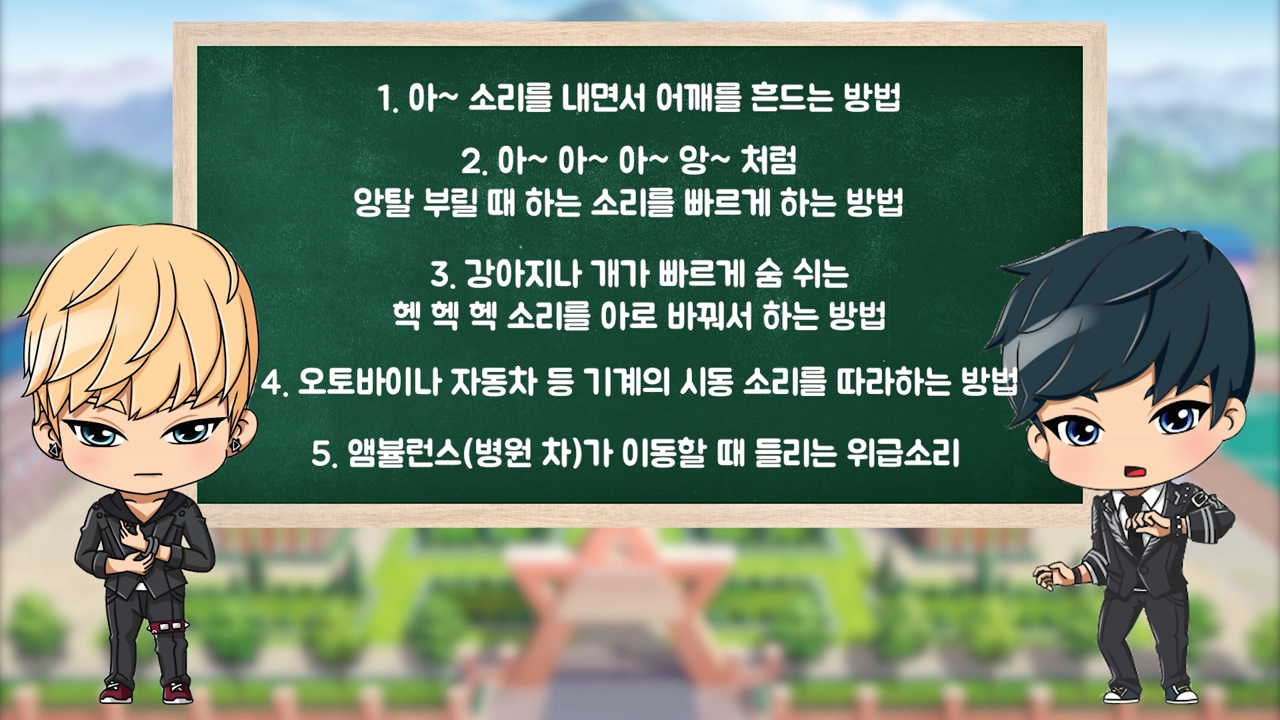 1. 아~ 소리를 내면서 어깨를 흔드는 방법
2. 아~ 아~ 아~ 앙~ 처럼
앙탈 부릴 때 하는 소리를 빠르게 하는 방법
3. 강아지나 개가 빠르게 숨 쉬는
헥 헥 헥 소리를 아로 바꿔서 하는 방법
4. 오토바이나 자동차 등 기계의 시동 소리를 따라하는 방법
5. 앰뷸런스(병원 차)가 이동할 때 들리는 위급소리